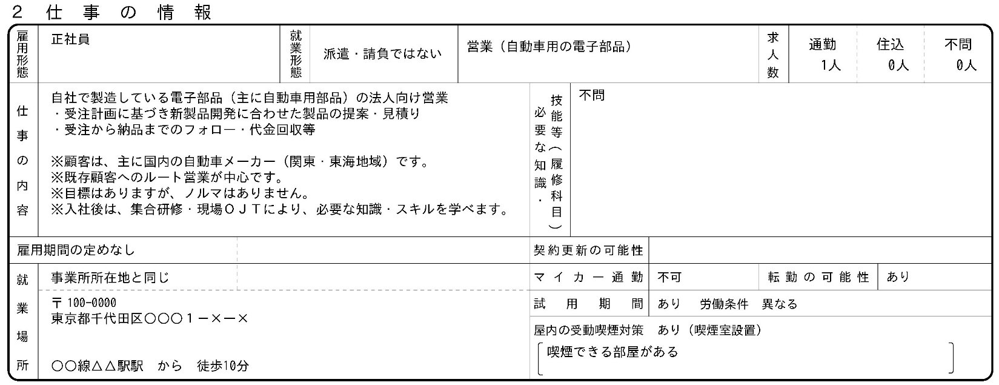 ２ 仕 事 の 情 報
雇用形態
正社員
就業形態
派遣・請負ではない
営業（自動車用の電子部品）
求人数
通勤
1人
住込
0人
不問
0人
仕事の内容
自社で製造している電子部品（主に自動車用部品）の法人向け営業
・受注計画に基づき新製品開発に合わせた製品の提案・見積り
・受注から納品までのフォロー・代金回収等
※顧客は、主に国内の自動車メーカー（関東・東海地域）です。
※既存顧客へのルート営業が中心です。
※目標はありますが、ノルマはありません。
※入社後は、集合研修・現場ＯＪＴにより、必要な知識・スキルを学べます。
必要な知識・
技能等（履修科目）
不問
雇用期間の定めなし
契約更新の可能性
就業場所
事業所所在地と同じ
〒100-0000
東京都千代田区〇〇〇１－×－×
〇〇線△△駅駅 から 徒歩10分
マイカー通勤
不可
転勤の可能性
あり
試用期間
あり 労働条件 異なる
屋内の受動喫煙対策 あり（喫煙室設置）
喫煙できる部屋がある